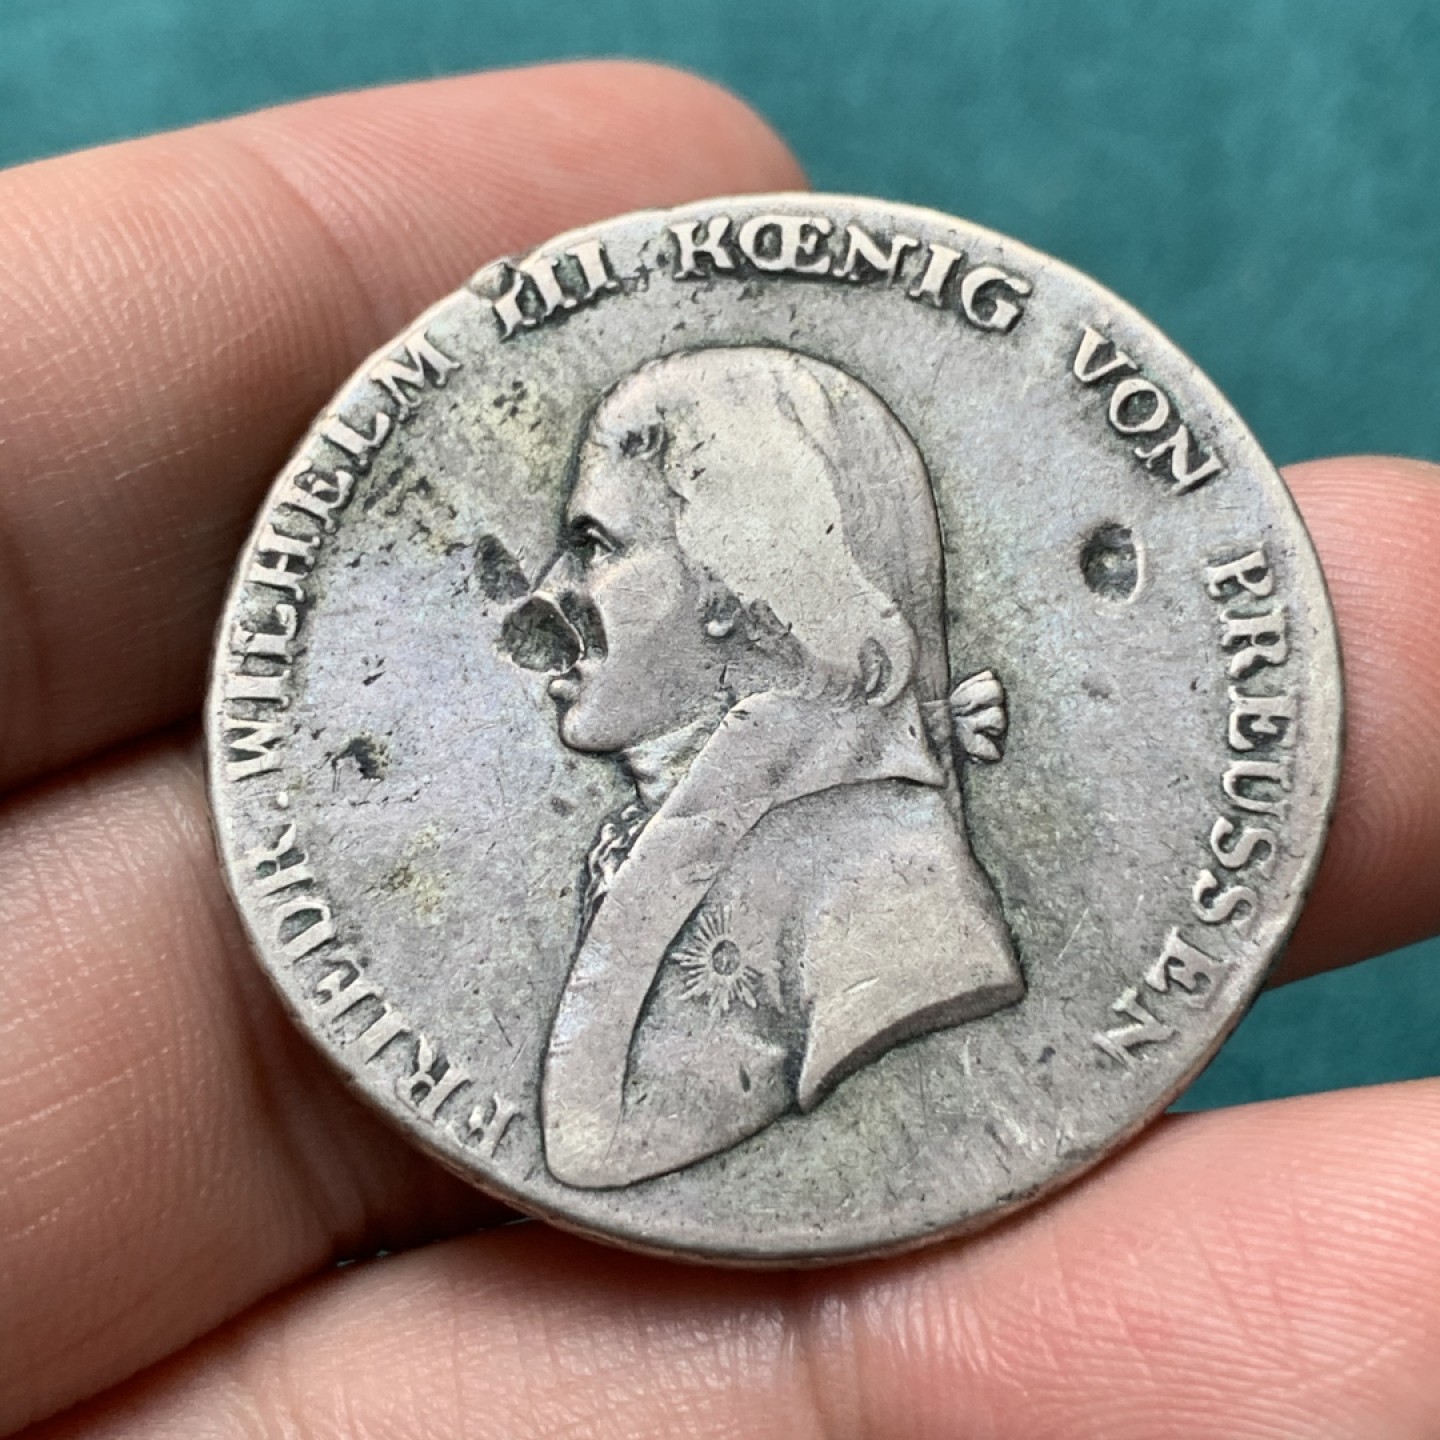 FRIEDR. WILHELM III KŒNIG VON PREUSSEN